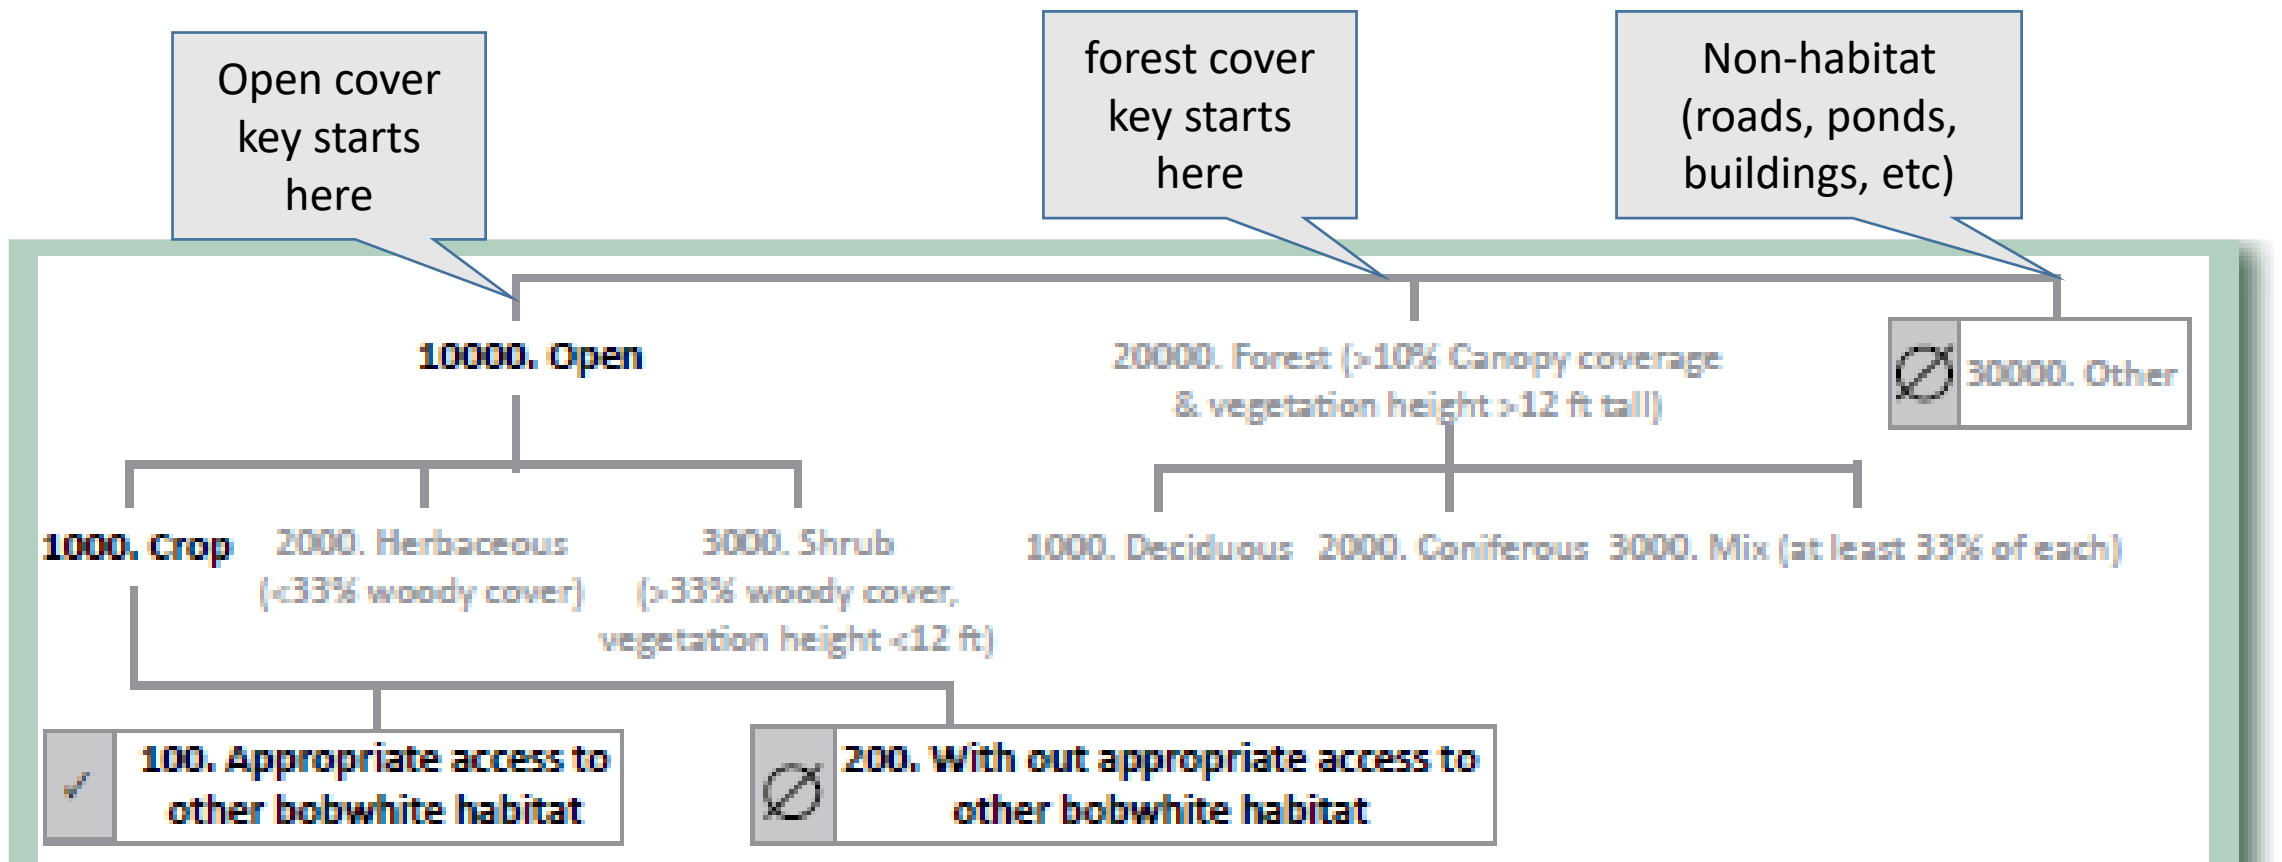 Open cover
key starts
here
forest cover
key starts
here
Non-habitat
(roads, ponds,
buildings, etc)
10000. Open
20000. Forest (>10% Canopy coverage
& vegetation height >12 ft tall)
30000. Other
1000. Crop
2000. Herbaceous
(<33% woody cover)
3000. Shrub
(>33% woody cover,
vegetation height <12 ft)
1000. Deciduous
2000. Coniferous
3000. Mix (at least 33% of each)
100. Appropriate access to
other bobwhite habitat
200. With out appropriate access to
other bobwhite habitat